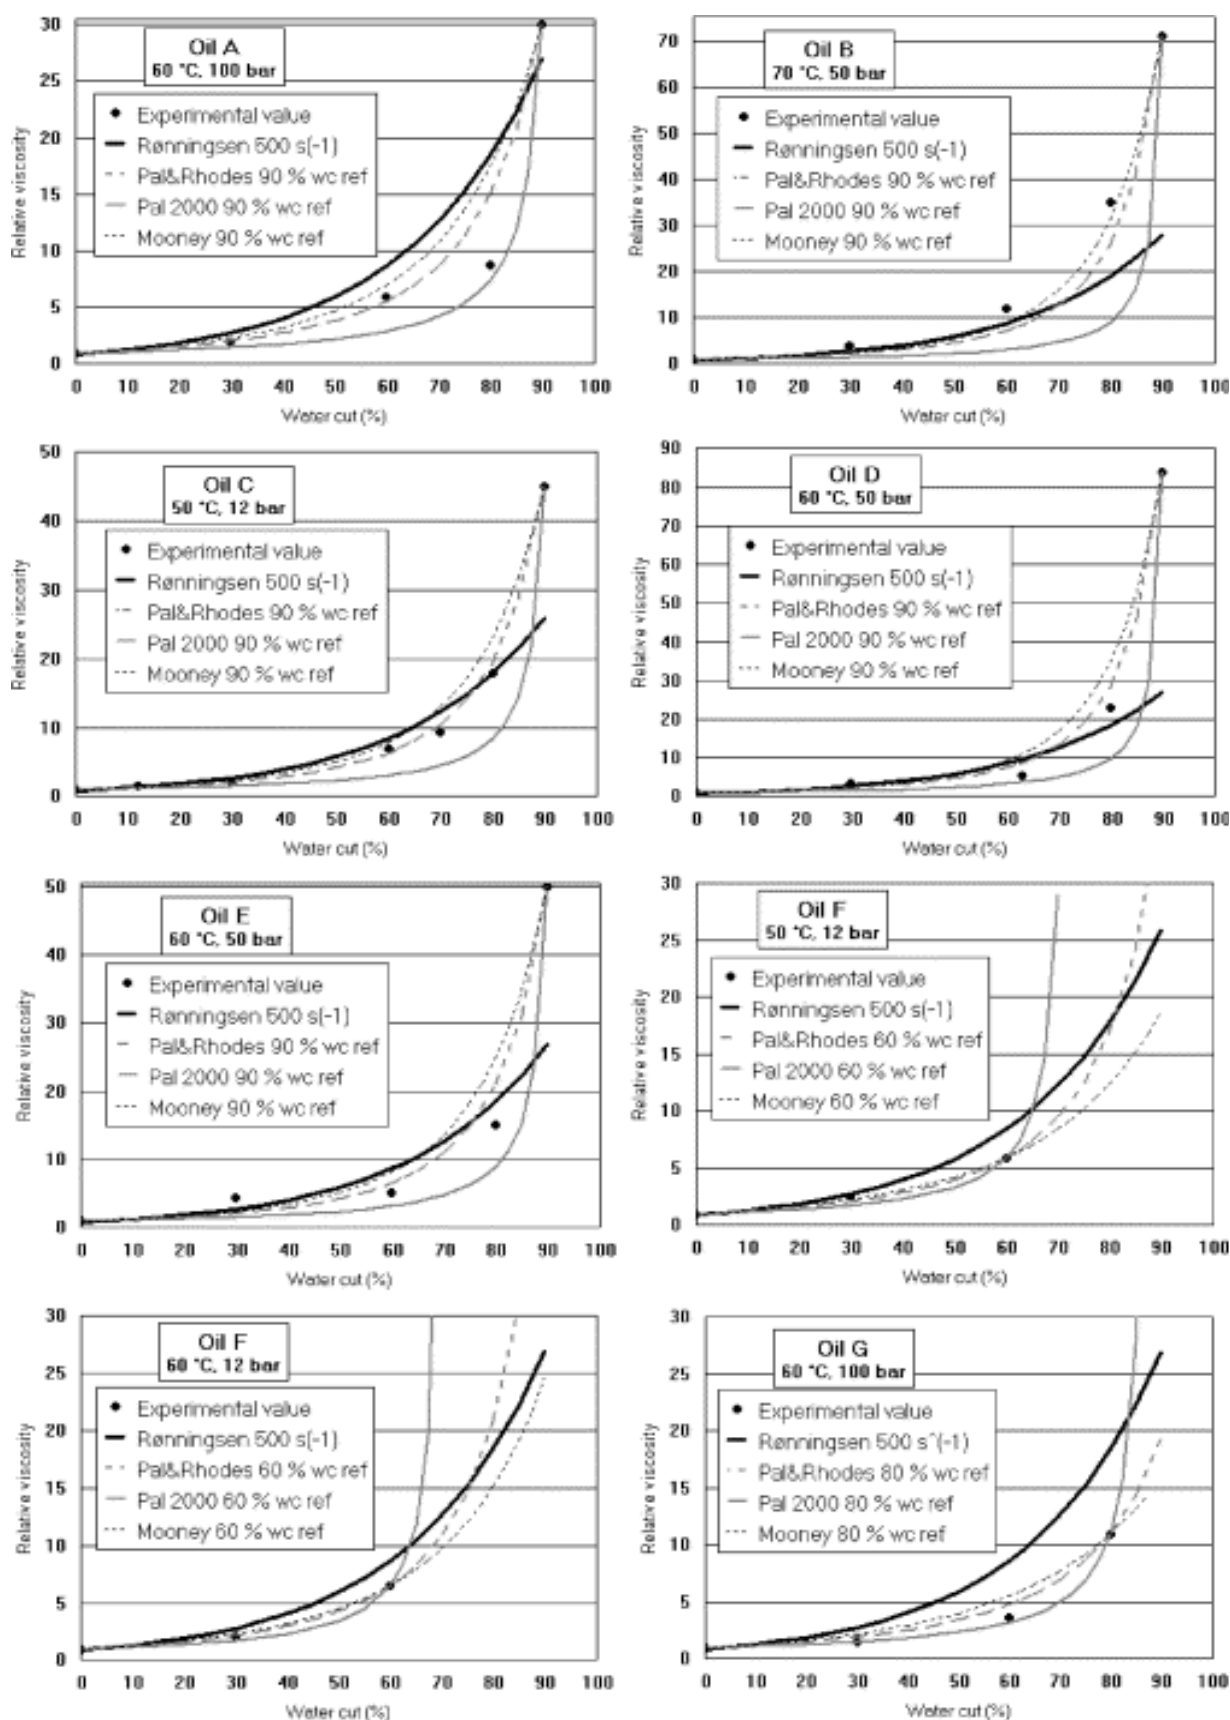 Oil A
60 °C, 100 bar
Experimental value
Rønningsen 500 s(-1)
Pal&Rhodes 90 % wc ref
Pal 2000 90 % wc ref
Mooney 90 % wc ref
Relative viscosity
30
25
20
15
10
5
0
0 10 20 30 40 50 60 70 80 90 100
Water cut (%)
Oil B
70 °C, 50 bar
Experimental value
Rønningsen 500 s(-1)
Pal&Rhodes 90 % wc ref
Pal 2000 90 % wc ref
Mooney 90 % wc ref
Relative viscosity
70
60
50
40
30
20
10
0
0 10 20 30 40 50 60 70 80 90 100
Water cut (%)
Oil C
50 °C, 12 bar
Experimental value
Rønningsen 500 s(-1)
Pal&Rhodes 90 % wc ref
Pal 2000 90 % wc ref
Mooney 90 % wc ref
Relative viscosity
50
40
30
20
10
0
0 10 20 30 40 50 60 70 80 90 100
Water cut (%)
Oil D
60 °C, 50 bar
Experimental value
Rønningsen 500 s(-1)
Pal&Rhodes 90 % wc ref
Pal 2000 90 % wc ref
Mooney 90 % wc ref
Relative viscosity
90
80
70
60
50
40
30
20
10
0
0 10 20 30 40 50 60 70 80 90 100
Water cut (%)
Oil E
60 °C, 50 bar
Experimental value
Rønningsen 500 s(-1)
Pal&Rhodes 90 % wc ref
Pal 2000 90 % wc ref
Mooney 90 % wc ref
Relative viscosity
50
40
30
20
10
0
0 10 20 30 40 50 60 70 80 90 100
Water cut (%)
Oil F
50 °C, 12 bar
Experimental value
Rønningsen 500 s(-1)
Pal&Rhodes 60 % wc ref
Pal 2000 60 % wc ref
Mooney 60 % wc ref
Relative viscosity
30
25
20
15
10
5
0
0 10 20 30 40 50 60 70 80 90 100
Water cut (%)
Oil F
60 °C, 12 bar
Experimental value
Rønningsen 500 s(-1)
Pal&Rhodes 60 % wc ref
Pal 2000 60 % wc ref
Mooney 60 % wc ref
Relative viscosity
30
25
20
15
10
5
0
0 10 20 30 40 50 60 70 80 90 100
Water cut (%)
Oil G
60 °C, 100 bar
Experimental value
Rønningsen 500 s^(-1)
Pal&Rhodes 80 % wc ref
Pal 2000 80 % wc ref
Mooney 80 % wc ref
Relative viscosity
30
25
20
15
10
5
0
0 10 20 30 40 50 60 70 80 90 100
Water cut (%)